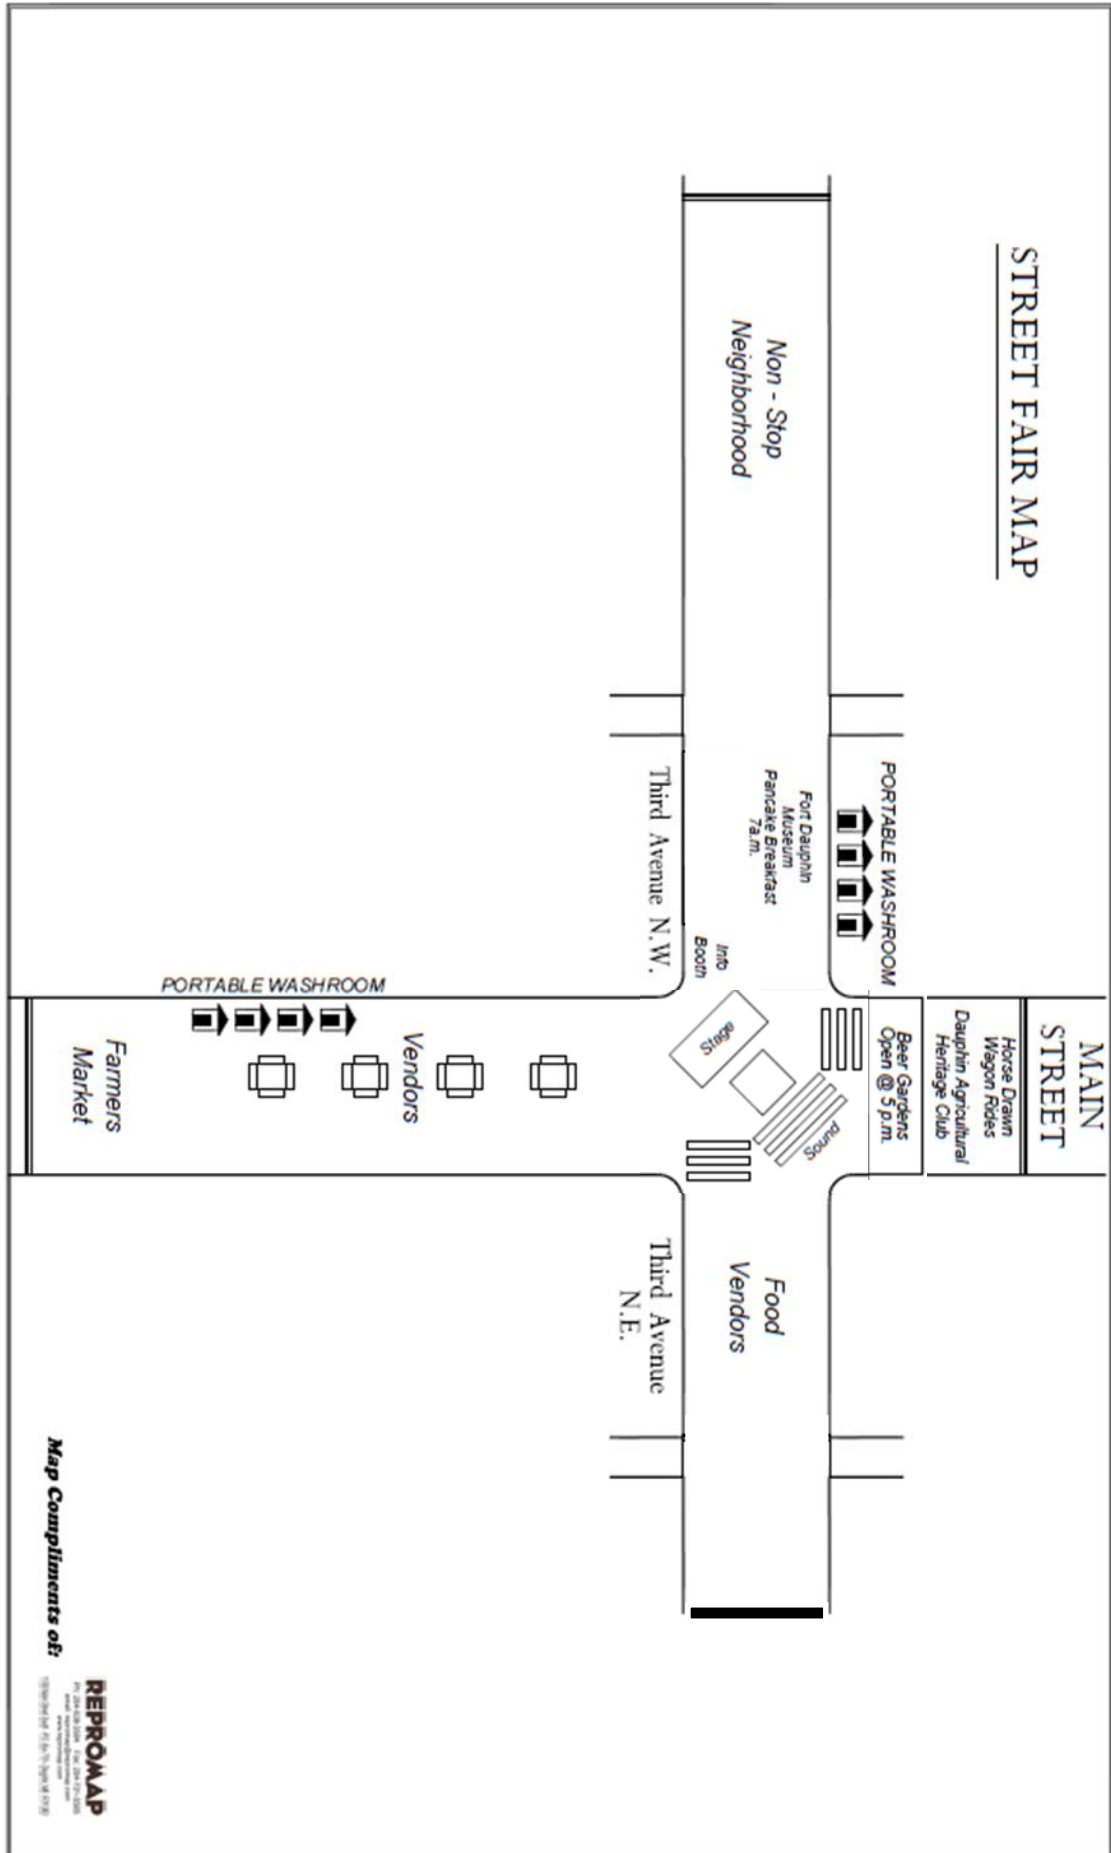 STREET FAIR MAP
MAIN
STREET
Horse Drawn
Wagon Rides
Dauphin Agricultural
Heritage Club
Beer Gardens
Open @ 5 p.m.
PORTABLE WASHROOM
Non - Stop
Neighborhood
Fort Dauphin
Museum
Pancake Breakfast
7a.m.
Info
Booth
Stage
Sound
Food
Vendors
Third Avenue N.W.
Third Avenue
N.E.
Vendors
PORTABLE WASHROOM
Farmers
Market
Map Compliments of:
REPROMAP